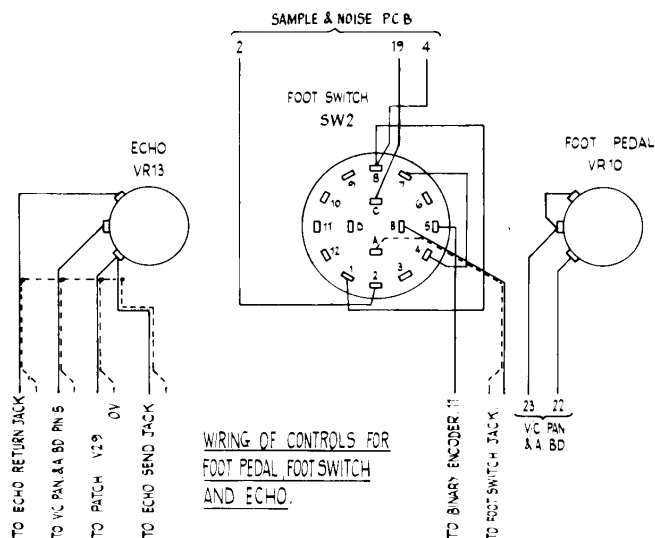 SAMPLE & NOISE PCB
2
19
4
FOOT SWITCH
SW2
ECHO
VR13
FOOT PEDAL
VR10
8
9
7
10
6
C
11
D
B
5
A
12
4
1
2
3
TO ECHO RETURN JACK
TO V/C PAN.&A BD PIN 5
TO PATCH V29
0V
TO ECHO SEND JACK
TO BINARY ENCODER. 11
TO FOOT SWITCH JACK.
23 22
V/C PAN
& A. BD.
WIRING OF CONTROLS FOR
FOOT PEDAL, FOOT SWITCH
AND ECHO.